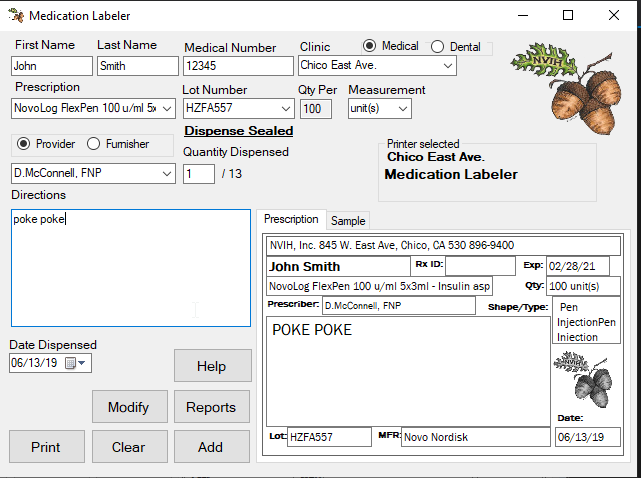 Medication Labeler
First Name Last Name Medical Number Clinic Medical Dental
John Smith 12345 Chico East Ave.
NVIH
Prescription Lot Number Qty Per Measurement
NovoLog FlexPen 100 u/ml 5x HZFA557 100 unit(s)
Dispense Sealed
Provider Furnisher
Quantity Dispensed
D.McConnell, FNP 1 / 13
Printer selected
Chico East Ave.
Medication Labeler
Directions
poke poke
Prescription Sample
NVIH, Inc. 845 W. East Ave, Chico, CA 530 896-9400
John Smith Rx ID: Exp: 02/28/21
NovoLog FlexPen 100 u/ml 5x3ml - Insulin asp Qty: 100 unit(s)
Prescriber: D.McConnell, FNP Shape/Type: Pen
InjectionPen
Injection
POKE POKE
NVIH
Date:
Lot: HZFA557 MFR: Novo Nordisk 06/13/19
Date Dispensed
06/13/19
Help
Modify Reports
Print Clear Add